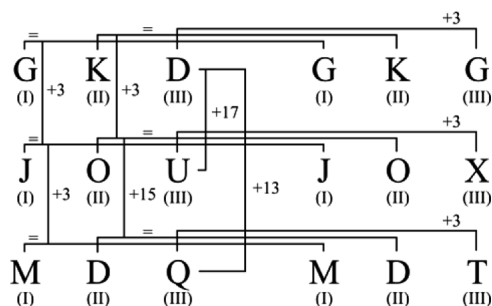 +3
= =
G K D G K G
(I) (II) (III) (I) (II) (III)
+3 +3
+17
+3
= =
J O U J O X
(I) (II) (III) (I) (II) (III)
+3 +15 +13
+3
= =
M D Q M D T
(I) (II) (III) (I) (II) (III)